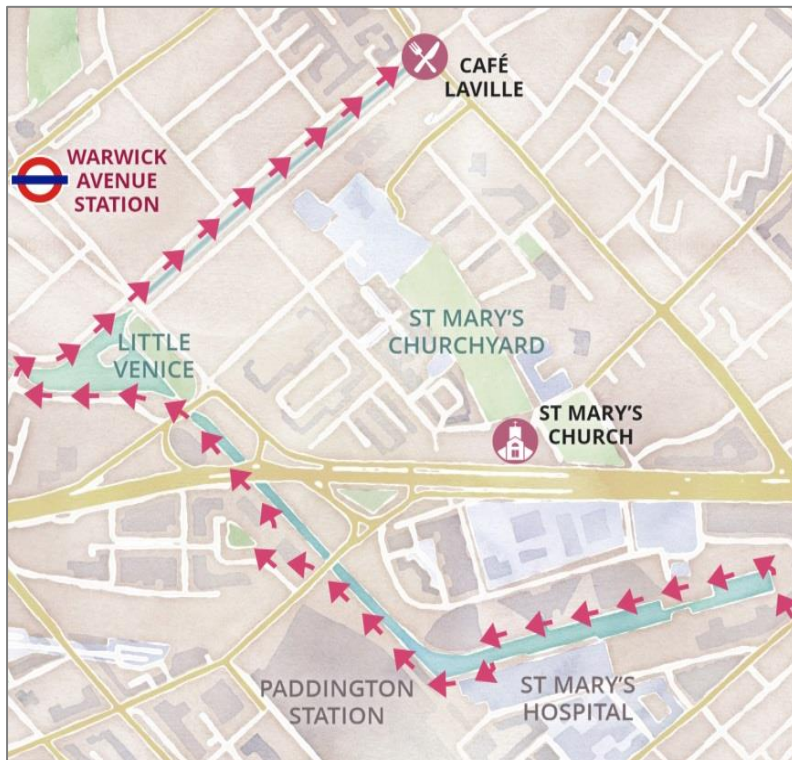 CAFÉ
LAVILLE
WARWICK
AVENUE
STATION
LITTLE
VENICE
ST MARY'S
CHURCHYARD
ST MARY'S
CHURCH
PADDINGTON
STATION
ST MARY'S
HOSPITAL